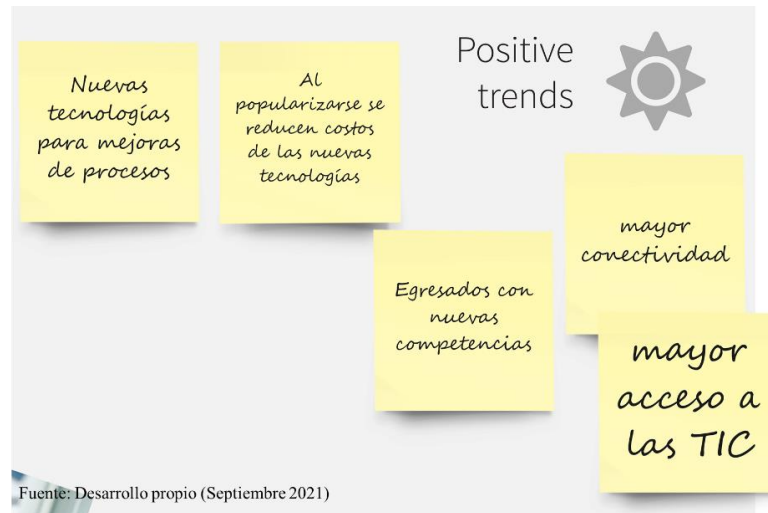 Positive
trends
Nuevas
tecnologías
para mejoras
de procesos
Al
popularizarse se
reducen costos
de las nuevas
tecnologías
mayor
conectividad
Egresados con
nuevas
competencias
mayor
acceso a
las TIC
Fuente: Desarrollo propio (Septiembre 2021)